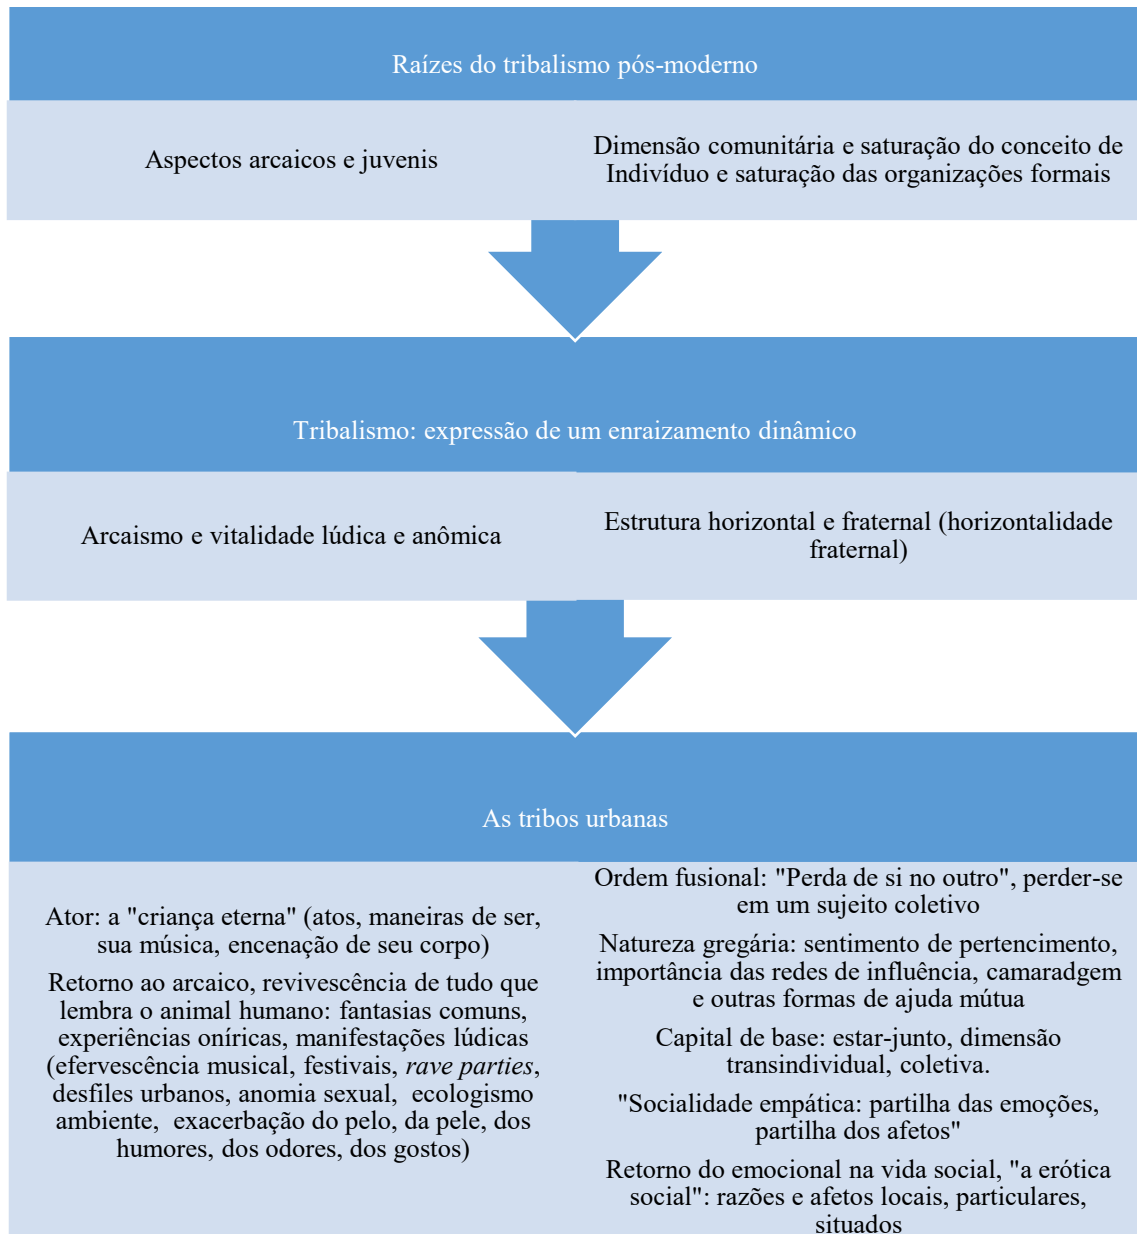 Raízes do tribalismo pós-moderno
Aspectos arcaicos e juvenis
Dimensão comunitária e saturação do conceito de
Indivíduo e saturação das organizações formais
Tribalismo: expressão de um enraizamento dinâmico
Arcaismo e vitalidade lúdica e anômica
Estrutura horizontal e fraternal (horizontalidade
fraternal)
As tribos urbanas
Ator: a "criança eterna" (atos, maneiras de ser,
sua música, encenação de seu corpo)
Retorno ao arcaico, revivescência de tudo que
lembra o animal humano: fantasias comuns,
experiências oníricas, manifestações lúdicas
(efervescência musical, festivais, rave parties,
desfiles urbanos, anomia sexual, ecologismo
ambiente, exacerbação do pelo, da pele, dos
humores, dos odores, dos gostos)
Ordem fusional: "Perda de si no outro", perder-se
em um sujeito coletivo
Natureza gregária: sentimento de pertencimento,
importância das redes de influência, camaradgem
e outras formas de ajuda mútua
Capital de base: estar-junto, dimensão
transindividual, coletiva.
"Socialidade empática: partilha das emoções,
partilha dos afetos"
Retorno do emocional na vida social, "a erótica
social": razões e afetos locais, particulares,
situados